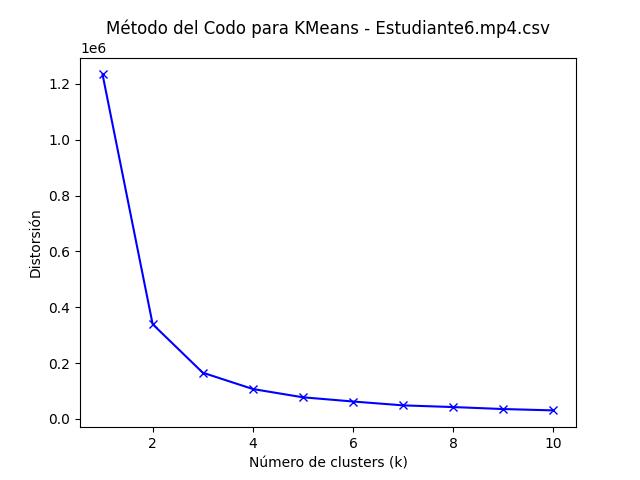 Método del Codo para KMeans - Estudiante6.mp4.csv
1e6
1.2
1.0
0.8
0.6
0.4
0.2
0.0
Distorsión
2 4 6 8 10
Número de clusters (k)